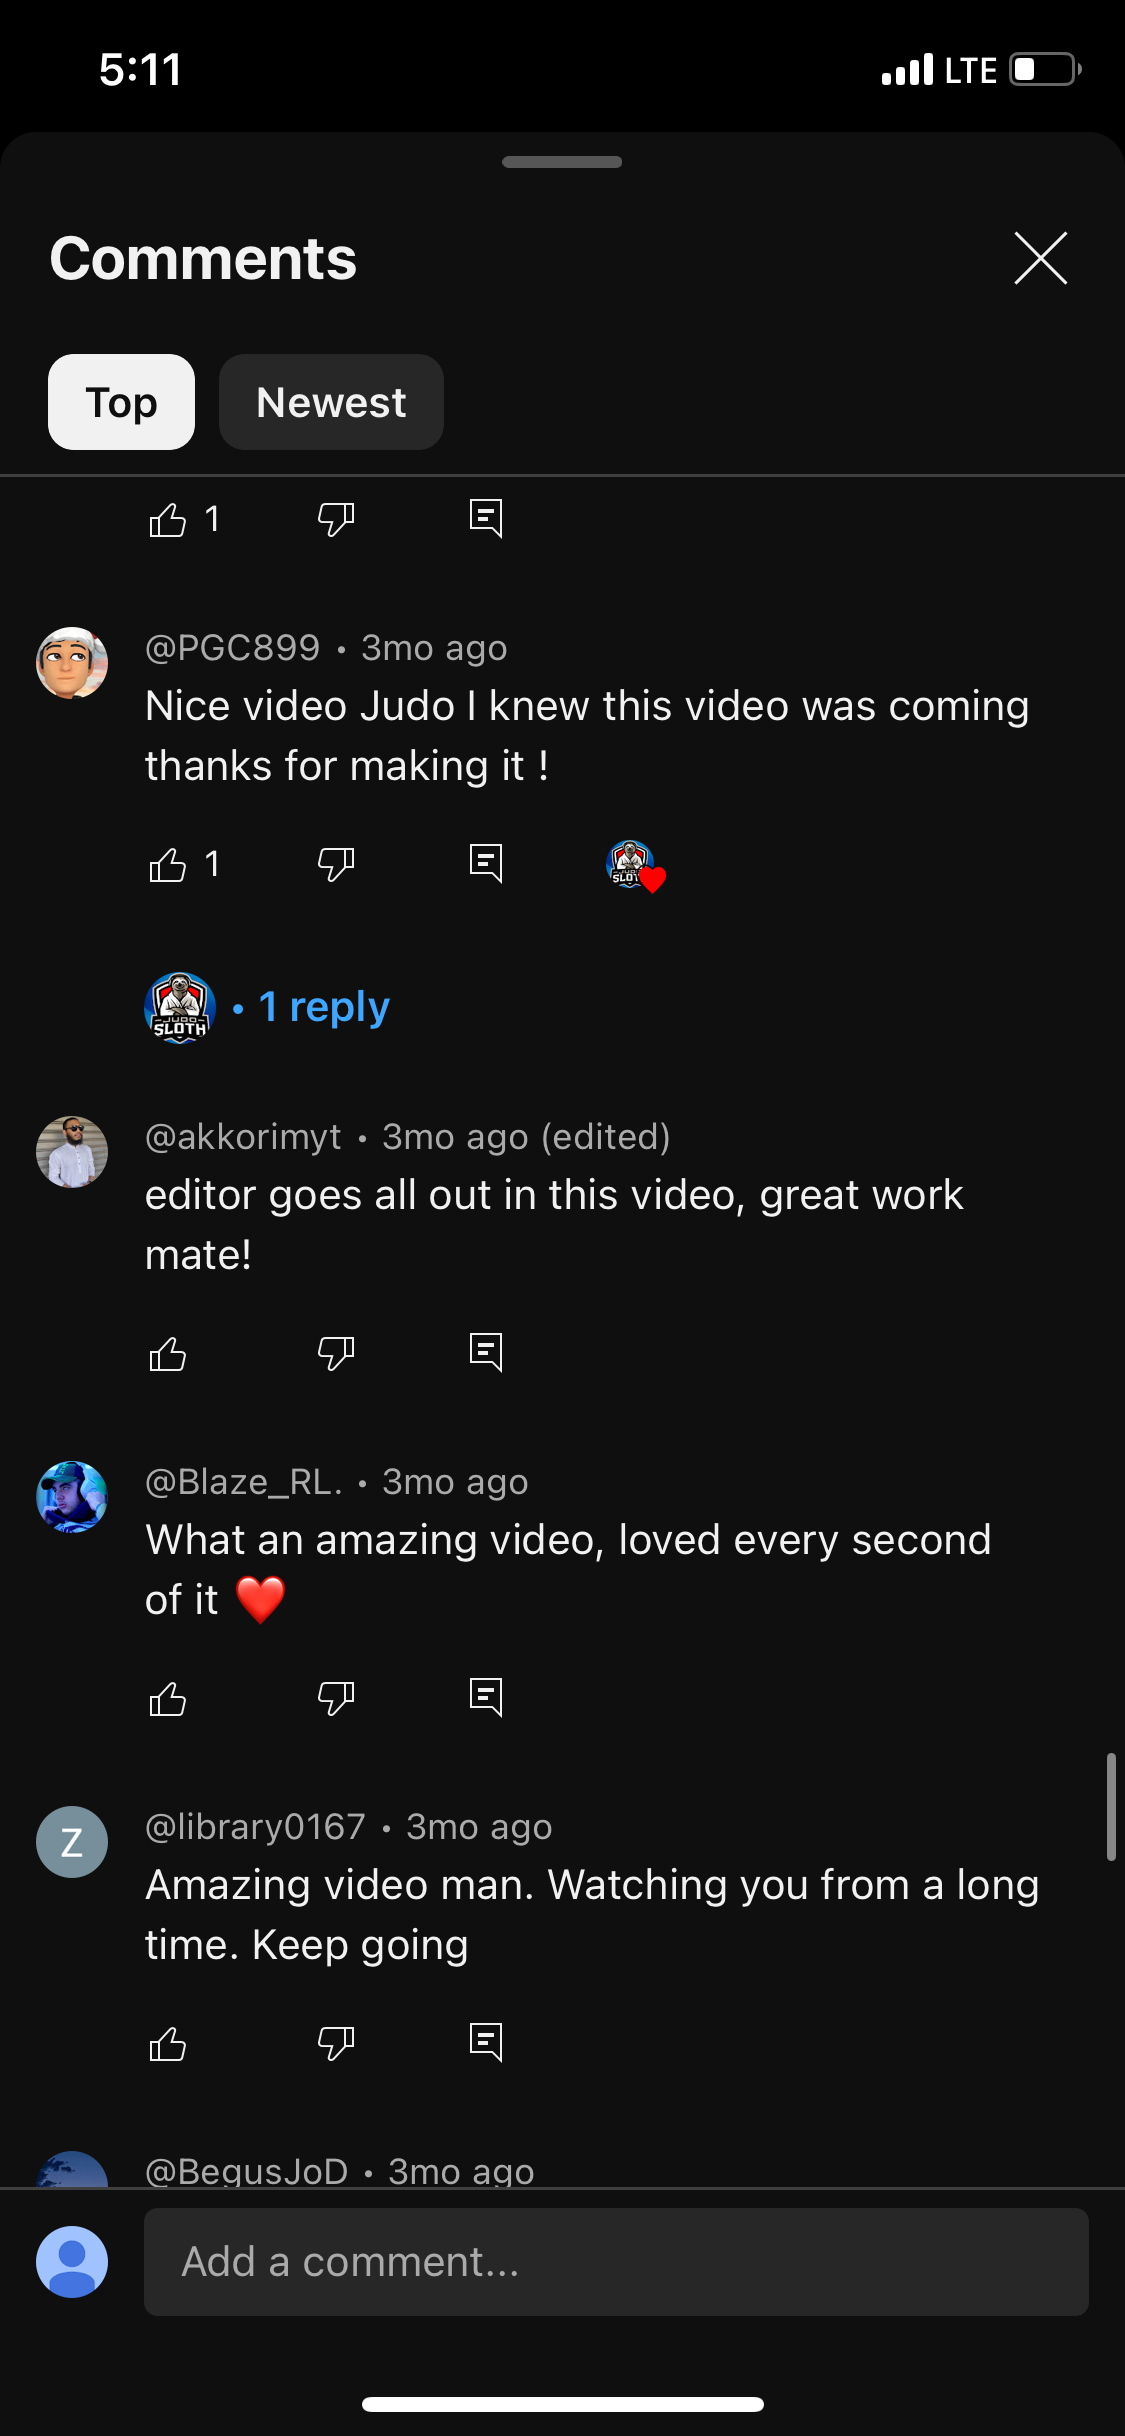 5:11
LTE
Comments
Top
Newest
1
@PGC899 • 3mo ago
Nice video Judo I knew this video was coming
thanks for making it !
1
SLOTH
JUDO
SLOTH
• 1 reply
@akkorimyt • 3mo ago (edited)
editor goes all out in this video, great work
mate!
@Blaze_RL. • 3mo ago
What an amazing video, loved every second
of it ❤️
Z
@library0167 • 3mo ago
Amazing video man. Watching you from a long
time. Keep going
@BegusJoD • 3mo ago
Add a comment...